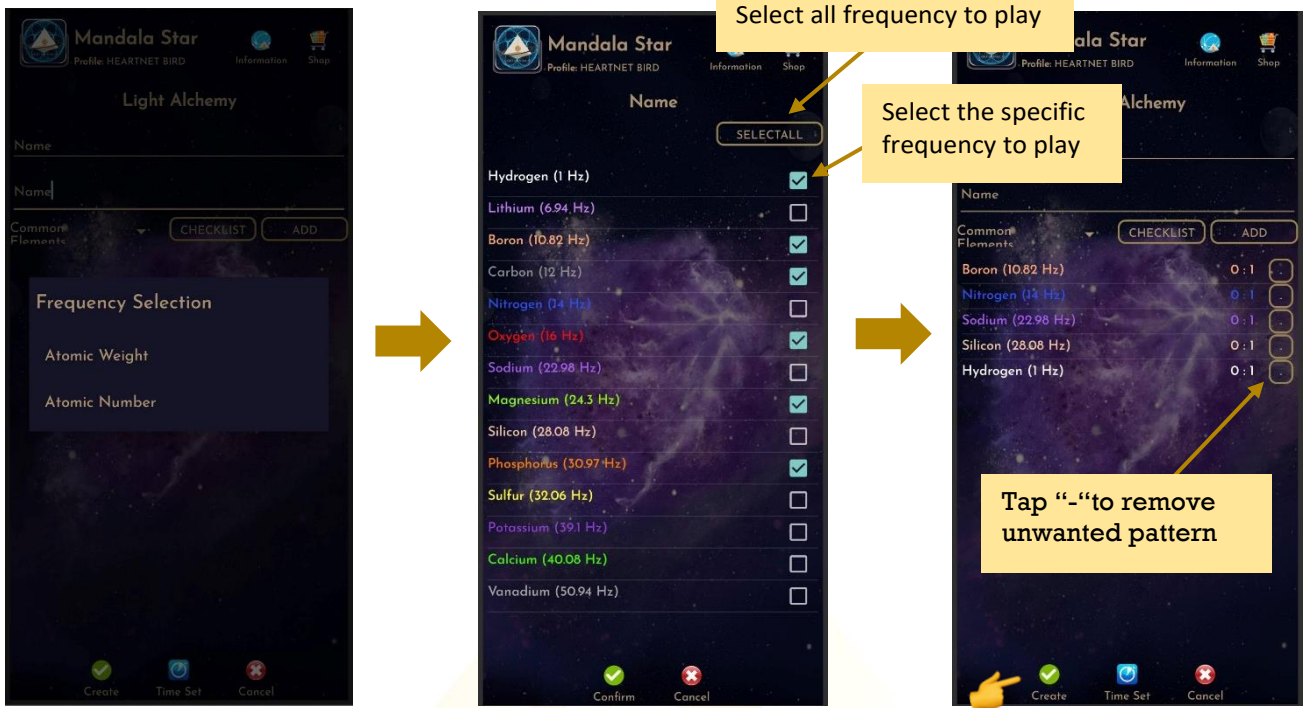 Mandala Star
Profile: HEARTNET BIRD
Information
Shop
Light Alchemy
Name
Name
Common
Elements
CHECKLIST
ADD
Frequency Selection
Atomic Weight
Atomic Number
Create
Time Set
Cancel
Select all frequency to play
Mandala Star
Profile: HEARTNET BIRD
Information
Shop
Name
SELECTALL
Select the specific
frequency to play
Hydrogen (1 Hz)
Lithium (6.94 Hz)
Boron (10.82 Hz)
Carbon (12 Hz)
Nitrogen (14 Hz)
Oxygen (16 Hz)
Sodium (22.98 Hz)
Magnesium (24.3 Hz)
Silicon (28.08 Hz)
Phosphorus (30.97 Hz)
Sulfur (32.06 Hz)
Potassium (39.1 Hz)
Calcium (40.08 Hz)
Vanadium (50.94 Hz)
Confirm
Cancel
ala Star
Profile: HEARTNET BIRD
Information
Shop
Alchemy
Name
Common
Elements
CHECKLIST
ADD
Boron (10.82 Hz) 0 : 1
Nitrogen (14 Hz) 0 : 1
Sodium (22.98 Hz) 0 : 1
Silicon (28.08 Hz) 0 : 1
Hydrogen (1 Hz) 0 : 1
Tap “-“to remove
unwanted pattern
Create
Time Set
Cancel